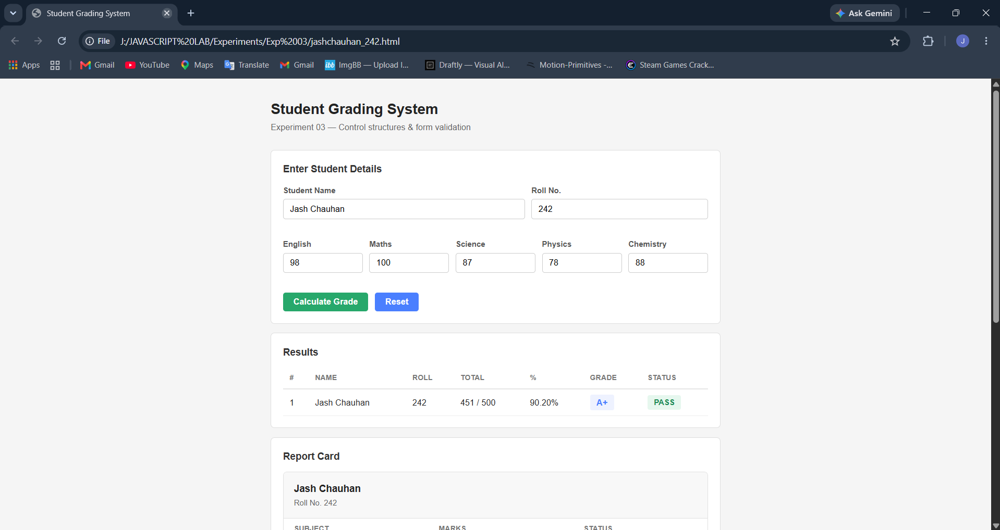 Student Grading System
Ask Gemini
File J:/JAVASCRIPT%20LAB/Experiments/Exp%2003/jashchauhan_242.html
J
Apps Gmail YouTube Maps Translate Gmail ibb ImgBB — Upload I... Draftly — Visual AI... Motion-Primitives -... Steam Games Crack...
Student Grading System
Experiment 03 — Control structures & form validation
Enter Student Details
Student Name Roll No.
Jash Chauhan 242
English Maths Science Physics Chemistry
98 100 87 78 88
Calculate Grade Reset
Results
# NAME ROLL TOTAL % GRADE STATUS
1 Jash Chauhan 242 451 / 500 90.20% A+ PASS
Report Card
Jash Chauhan
Roll No. 242
SUBJECT MARKS STATUS